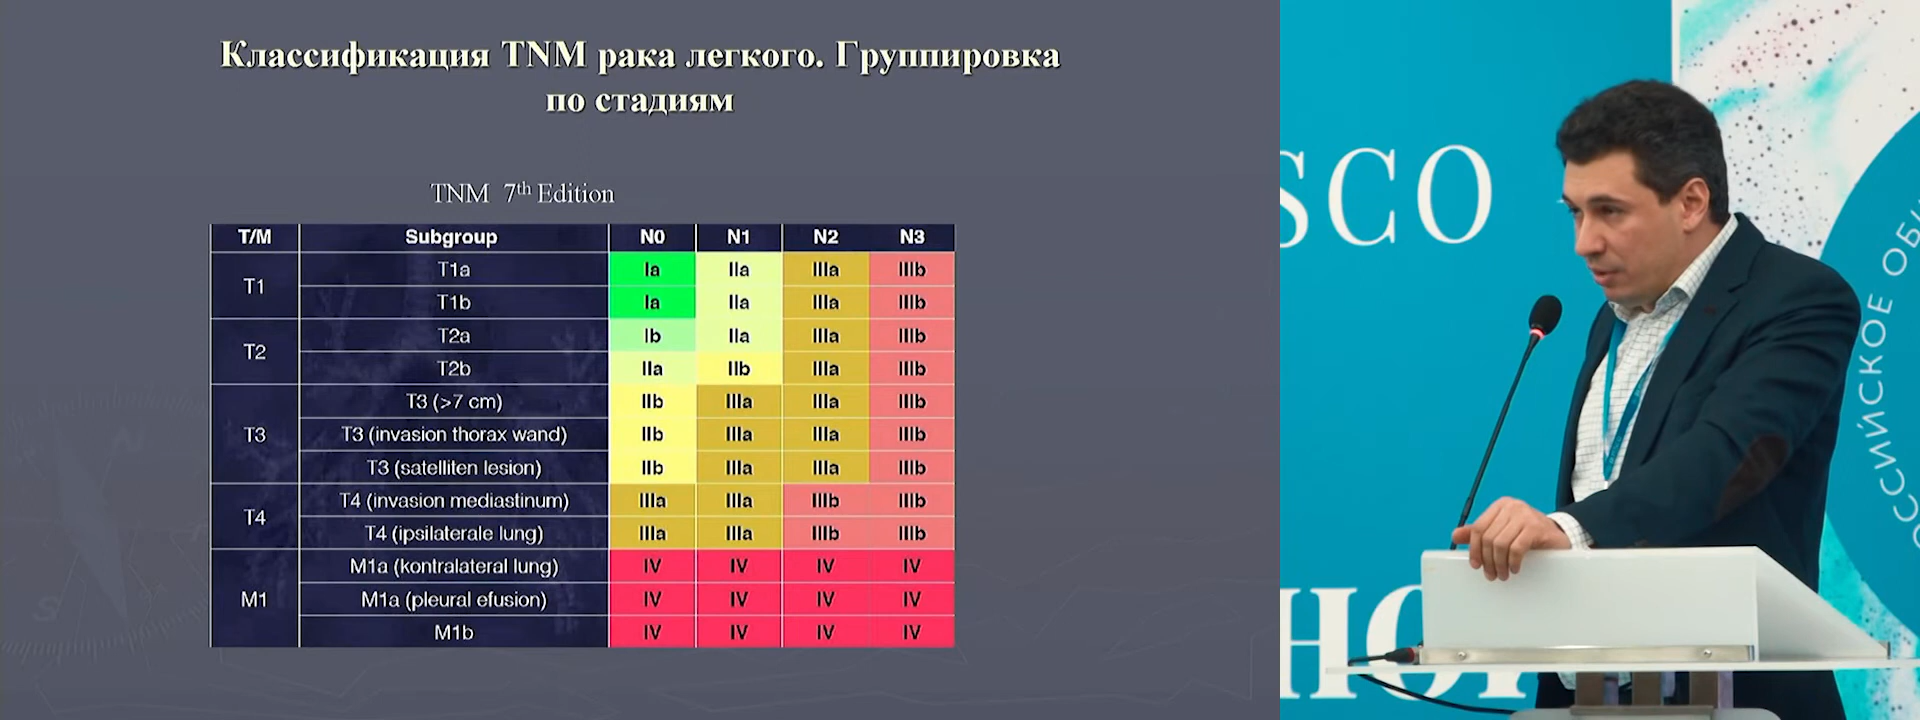 Классификация TNM рака легкого. Группировка
по стадиям
TNM 7th Edition
T/M Subgroup N0 N1 N2 N3
T1
T1a Ia IIa IIIa IIIb
T1b Ia IIa IIIa IIIb
T2
T2a Ib IIa IIIa IIIb
T2b IIa IIb IIIa IIIb
T3
T3 (>7 cm) IIb IIIa IIIa IIIb
T3 (invasion thorax wand) IIb IIIa IIIa IIIb
T3 (satelliten lesion) IIb IIIa IIIa IIIb
T4
T4 (invasion mediastinum) IIIa IIIa IIIb IIIb
T4 (ipsilaterale lung) IIIa IIIa IIIb IIIb
M1
M1a (kontralateral lung) IV IV IV IV
M1a (pleural efusion) IV IV IV IV
M1b IV IV IV IV
SCO